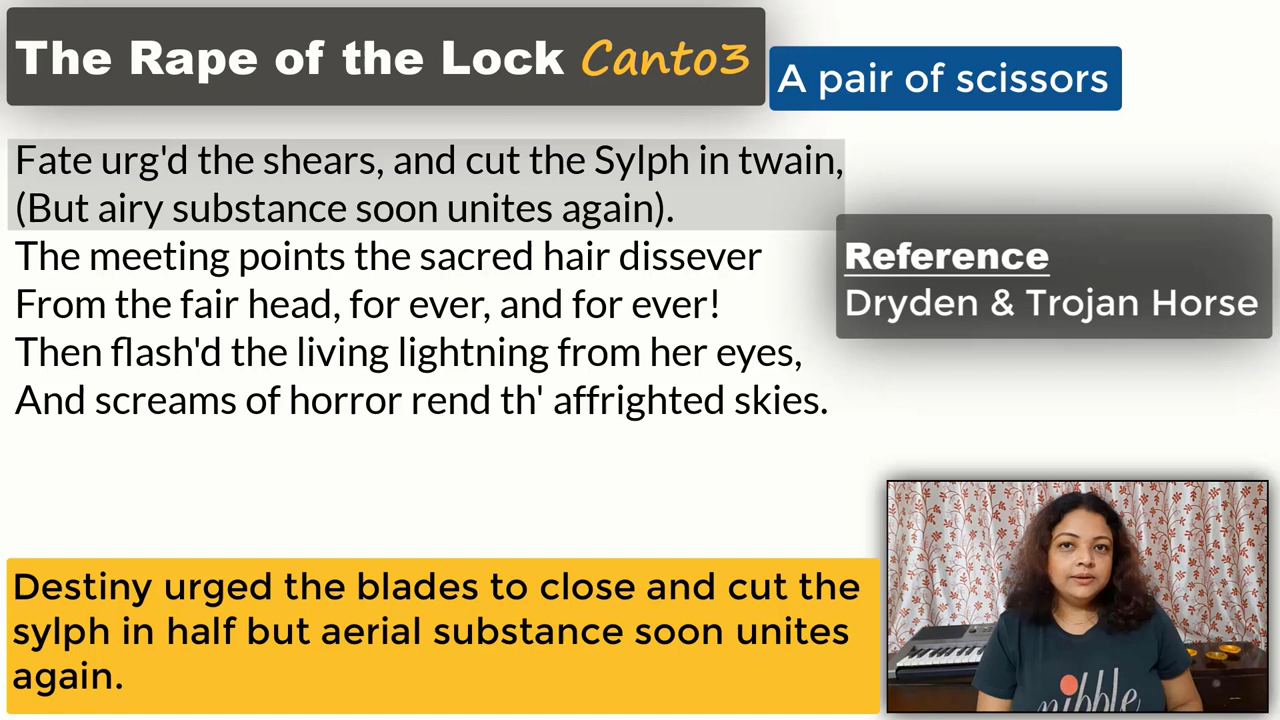 The Rape of the Lock Canto3
A pair of scissors
Fate urg'd the shears, and cut the Sylph in twain,
(But airy substance soon unites again).
The meeting points the sacred hair dissever
From the fair head, for ever, and for ever!
Then flash'd the living lightning from her eyes,
And screams of horror rend th' affrighted skies.
Reference
Dryden & Trojan Horse
Destiny urged the blades to close and cut the
sylph in half but aerial substance soon unites
again.
nibble